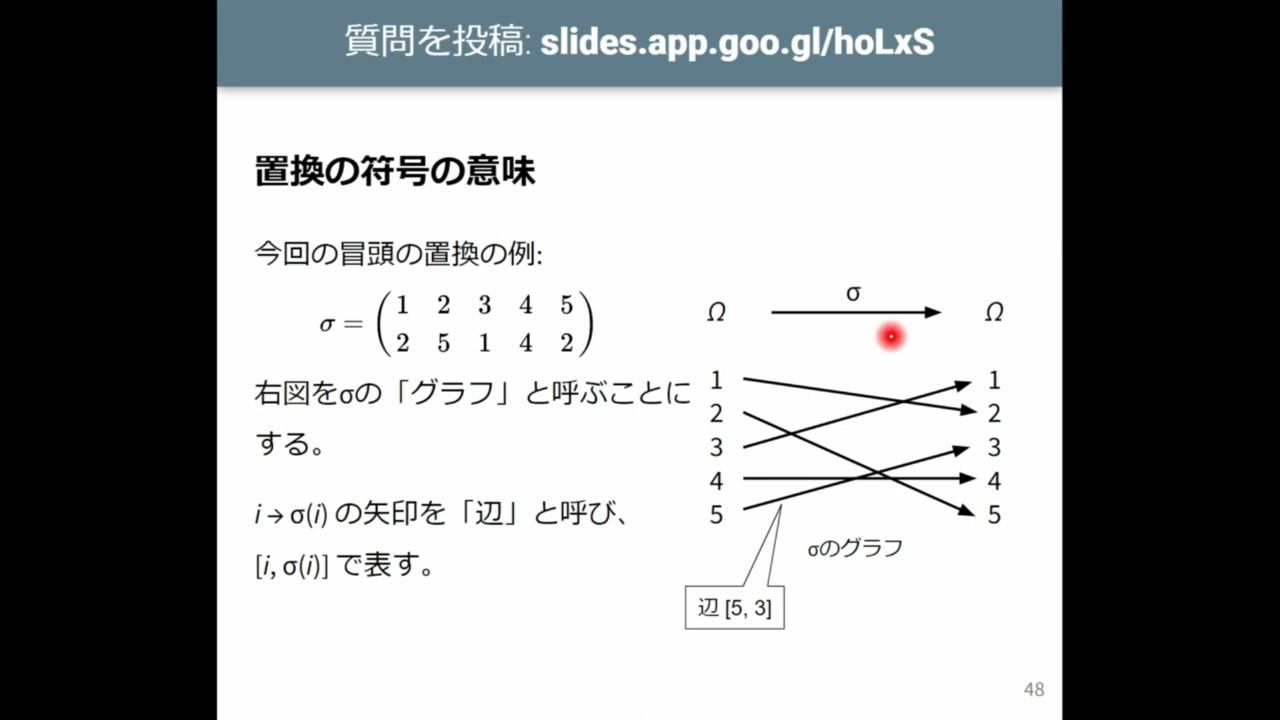 質問を投稿: slides.app.goo.gl/hoLxS
置換の符号の意味
今回の冒頭の置換の例:
σ = (1 2 3 4 5
2 5 1 4 2)
右図をσの「グラフ」と呼ぶことに
する。
i → σ(i) の矢印を「辺」と呼び、
[i, σ(i)] で表す。
σ
Ω Ω
1 1
2 2
3 3
4 4
5 5
σのグラフ
辺 [5, 3]
48